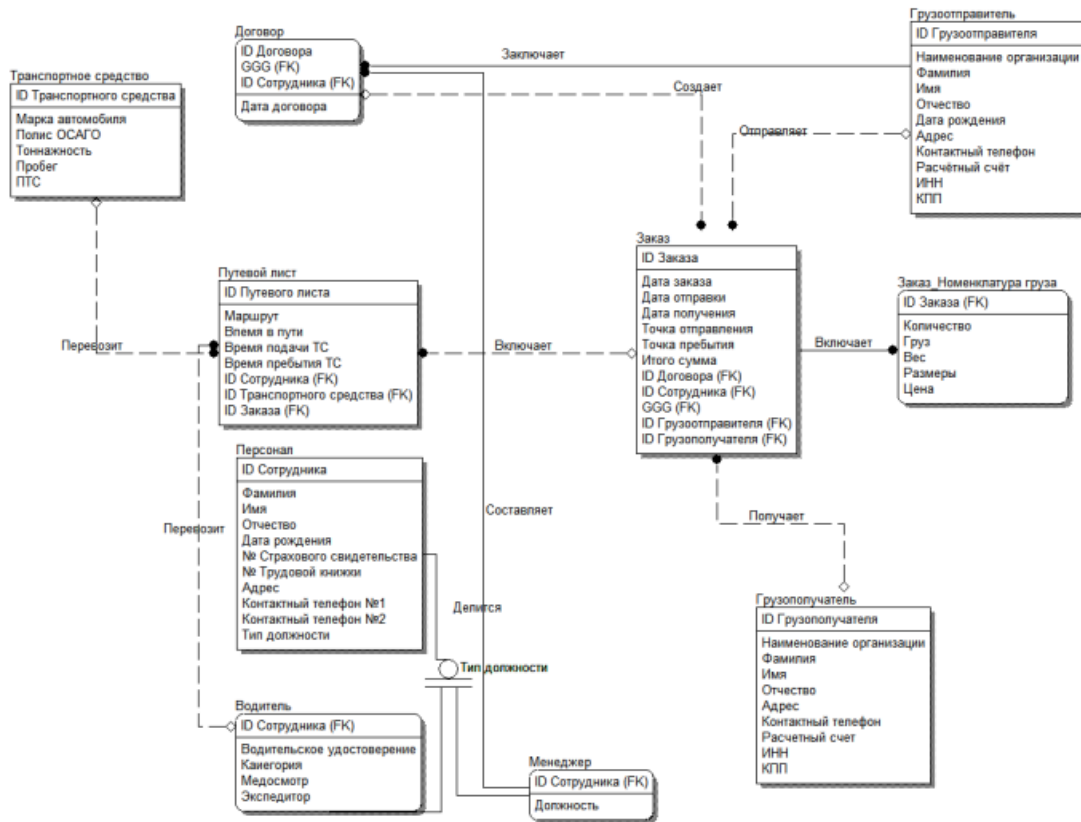 Договор
ID Договора
GGG (FK)
ID Сотрудника (FK)
Дата договора
Грузоотправитель
ID Грузоотправителя
Наименование организации
Фамилия
Имя
Отчество
Дата рождения
Адрес
Контактный телефон
Расчётный счёт
ИНН
КПП
Заключает
Создает
Отправляет
Транспортное средство
ID Транспортного средства
Марка автомобиля
Полис ОСАГО
Тоннажность
Пробег
ПТС
Перевозит
Путевой лист
ID Путевого листа
Маршрут
Впемя в пути
Время подачи ТС
Время пребытия ТС
ID Сотрудника (FK)
ID Транспортного средства (FK)
ID Заказа (FK)
Включает
Заказ
ID Заказа
Дата заказа
Дата отправки
Дата получения
Точка отправления
Точка пребытия
Итого сумма
ID Договора (FK)
ID Сотрудника (FK)
GGG (FK)
ID Грузоотправителя (FK)
ID Грузополучателя (FK)
Включает
Заказ_Номенклатура груза
ID Заказа (FK)
Количество
Груз
Вес
Размеры
Цена
Персонал
ID Сотрудника
Фамилия
Имя
Отчество
Дата рождения
№ Страхового свидетельства
№ Трудовой книжки
Адрес
Контактный телефон №1
Контактный телефон №2
Тип должности
Перевозит
Составляет
Делится
Тип должности
Получает
Грузополучатель
ID Грузополучателя
Наименование организации
Фамилия
Имя
Отчество
Адрес
Контактный телефон
Расчетный счет
ИНН
КПП
Водитель
ID Сотрудника (FK)
Водительское удостоверение
Каиегория
Медосмотр
Экспедитор
Менеджер
ID Сотрудника (FK)
Должность